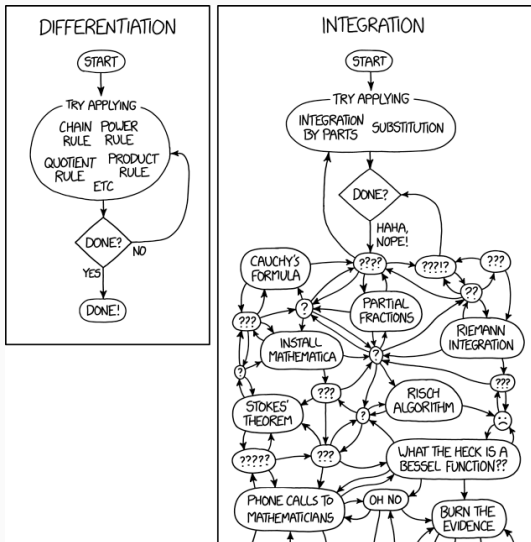 DIFFERENTIATION
START
TRY APPLYING
CHAIN RULE
POWER RULE
QUOTIENT RULE
PRODUCT RULE
ETC
DONE?
NO
YES
DONE!
INTEGRATION
START
TRY APPLYING
INTEGRATION BY PARTS
SUBSTITUTION
DONE?
HAHA, NOPE!
CAUCHY'S FORMULA
????
???!?
???
??
???
?
PARTIAL FRACTIONS
RIEMANN INTEGRATION
INSTALL MATHEMATICA
?
?
???
???
STOKES' THEOREM
?
RISCH ALGORITHM
?????
???
WHAT THE HECK IS A BESSEL FUNCTION??
PHONE CALLS TO MATHEMATICIANS
OH NO
BURN THE EVIDENCE